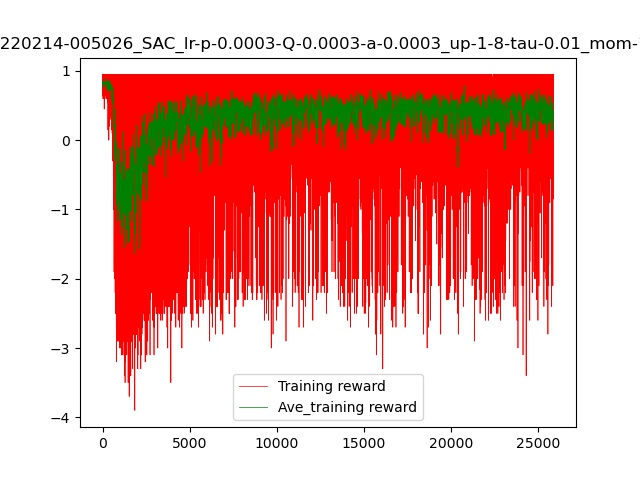 220214-005026_SAC_lr-p-0.0003-Q-0.0003-a-0.0003_up-1-8-tau-0.01_mom-
1
0
−1
−2
−3
−4
0 5000 10000 15000 20000 25000
Training reward
Ave_training reward